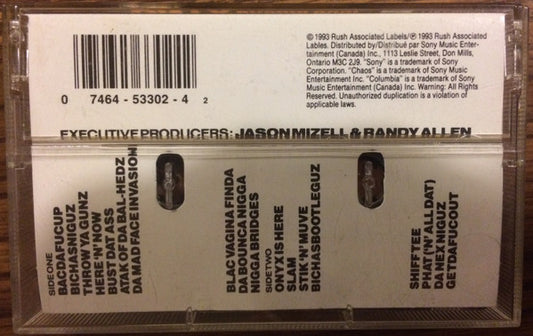 ©1993 Rush Associated Labels/℗ 1993 Rush Associated
Lables. Distributed by/Distribué par Sony Music Enter-
tainment (Canada) Inc., 1113 Leslie Street, Don Mills,
Ontario M3C 2J9. "Sony" is a trademark of Sony
Corporation. "Chaos" is a trademark of Sony Music
Entertainment Inc. "Columbia" is a trademark of Sony
Music Entertainment (Canada) Inc. Warning: All Rights
Reserved. Unauthorized duplication is a violation of
applicable laws.
0 7464-53302-4 2
EXECUTIVE PRODUCERS: JASON MIZELL & RANDY ALLEN
SIDE ONE
BACDAFUCUP
BICHASNIGUZ
THROW YA GUNZ
HERE 'N' NOW
BUST DAT ASS
ATAK OF DA BAL-HEDZ
DA MAD FACE INVASION
BLAC VAGINA FINDA
DA BOUNCA NIGGA
NIGGA BRIDGES
SIDE TWO
ONYX IS HERE
SLAM
STIK 'N' MUVE
BICHASBOOTLEGUZ
SHIFFTEE
PHAT ('N' ALL DAT)
DA NEX NIGUZ
GETDAFUCOUT